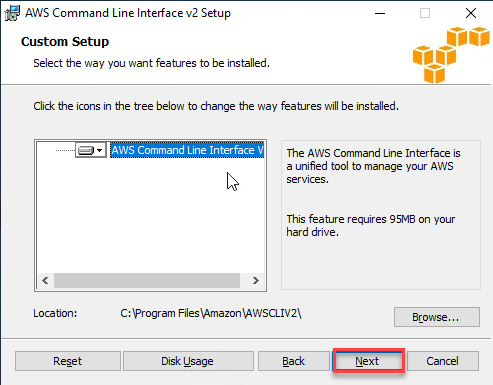 AWS Command Line Interface v2 Setup
Custom Setup
Select the way you want features to be installed.
Click the icons in the tree below to change the way features will be installed.
AWS Command Line Interface V
The AWS Command Line Interface is
a unified tool to manage your AWS
services.
This feature requires 95MB on your
hard drive.
Location:
C:\Program Files\Amazon\AWSCLIV2\
Browse...
Reset
Disk Usage
Back
Next
Cancel